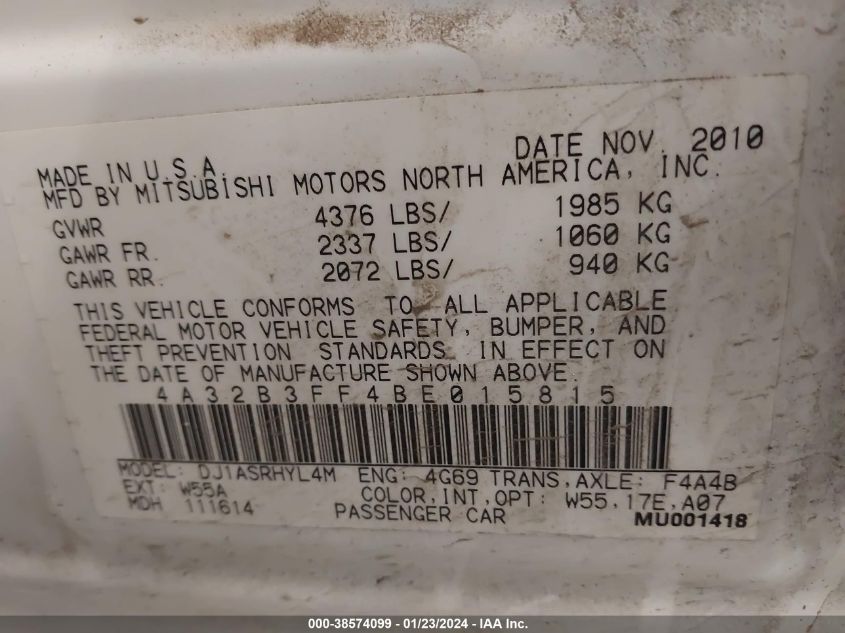 DATE NOV. 2010
MADE IN U.S.A.
MFD BY MITSUBISHI MOTORS NORTH AMERICA, INC.
GVWR 4376 LBS/ 1985 KG
GAWR FR. 2337 LBS/ 1060 KG
GAWR RR. 2072 LBS/ 940 KG
THIS VEHICLE CONFORMS TO ALL APPLICABLE
FEDERAL MOTOR VEHICLE SAFETY, BUMPER, AND
THEFT PREVENTION STANDARDS IN EFFECT ON
THE DATE OF MANUFACTURE SHOWN ABOVE.
4A32B3FF4BE015815
MODEL: DJ1ASRHYL4M ENG: 4G69 TRANS,AXLE: F4A4B
EXT: W55A COLOR,INT,OPT: W55,17E,A07
MDH 111614 PASSENGER CAR MU001418
000-38574099 - 01/23/2024 - IAA Inc.